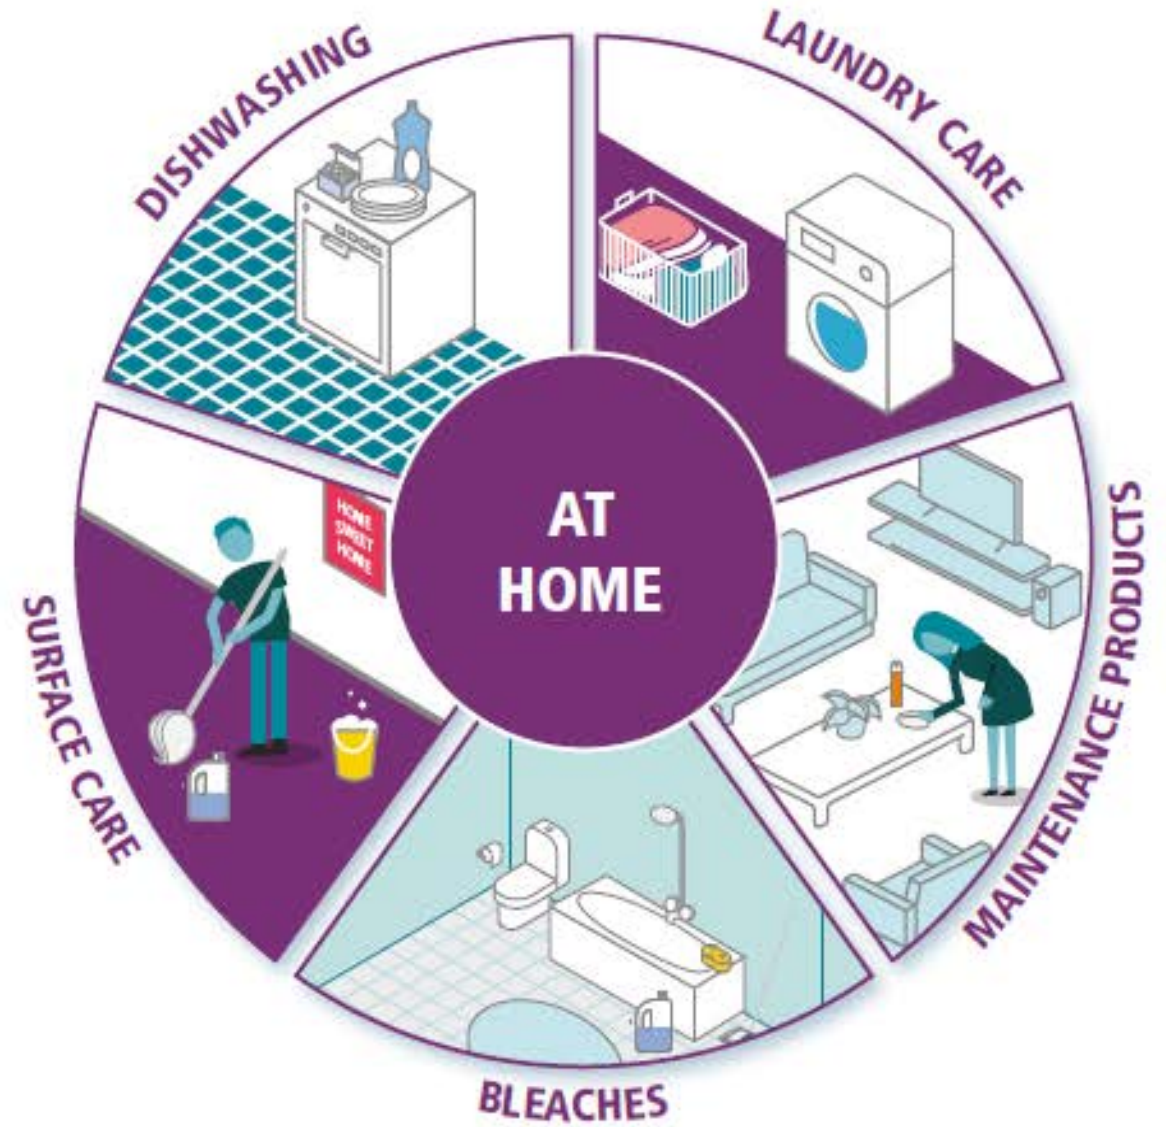 DISHWASHING
LAUNDRY CARE
AT
HOME
HOME
SWEET
HOME
SURFACE CARE
MAINTENANCE PRODUCTS
BLEACHES